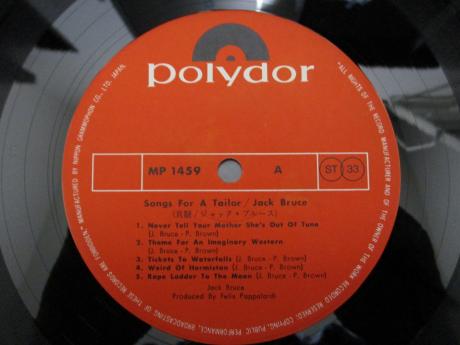 polydor
MP 1459
A
ST 33
Songs For A Tailor / Jack Bruce
ジャック・ブルース)
1. Never Tell Your Mother She's Out Of Tune
(J. Bruce - P. Brown)
2. Theme For An Imaginary Western
(J. Bruce - P. Brown)
3. Tickets To Waterfalls (J. Bruce - P. Brown)
4. Weird Of Hermiston (J. Bruce - P. Brown)
5. Rope Ladder To The Moon (J. Bruce - P. Brown)
Jack Bruce
Produced By Felix Pappalardi
"ALL RIGHTS OF THE RECORD MANUFACTURER AND OF THE OWNER OF THE WORK RECORDED RESERVED; COPYING, PUBLIC PERFORMANCE, BROADCASTING OF THESE RECORDS ARE FORBIDDEN." MANUFACTURED BY NIPPON GRAMMOPHON CO., LTD., JAPAN.